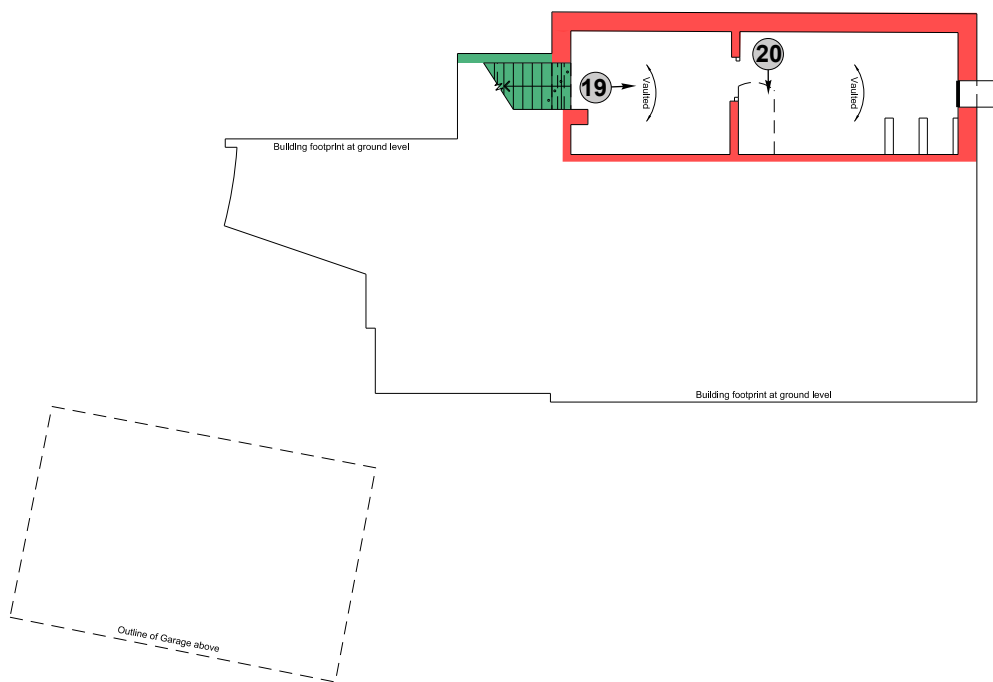 19
20
Vaulted
Vaulted
Building footprint at ground level
Building footprint at ground level
Outline of Garage above